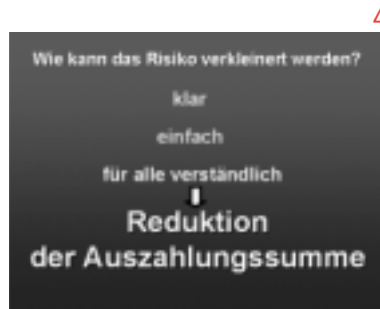 Wie kann das Risiko verkleinert werden?
klar
einfach
für alle verständlich
Reduktion
der Auszahlungssumme